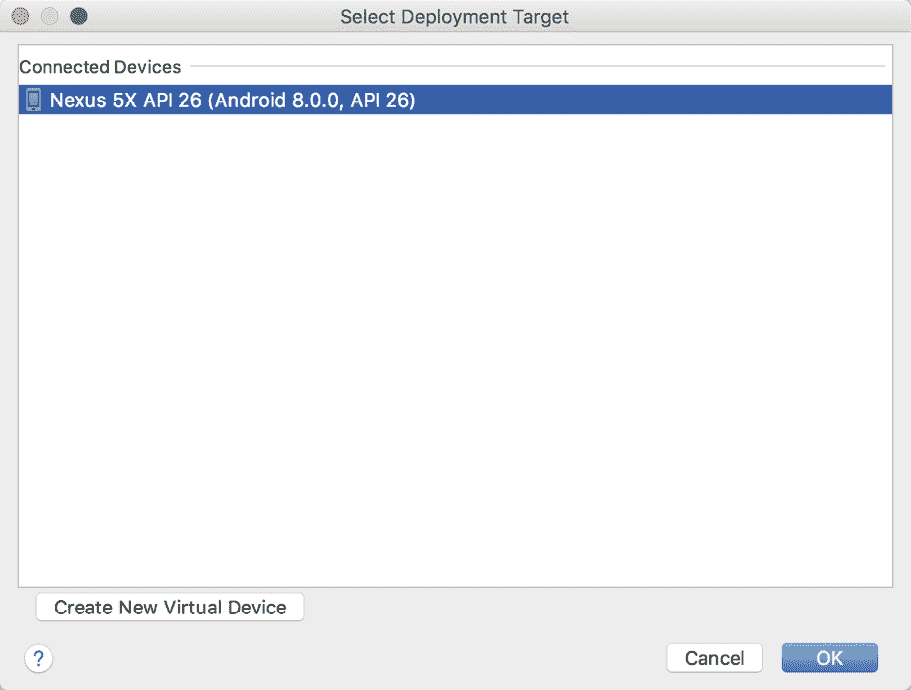 Select Deployment Target
Connected Devices
Nexus 5X API 26 (Android 8.0.0, API 26)
Create New Virtual Device
?
Cancel
OK